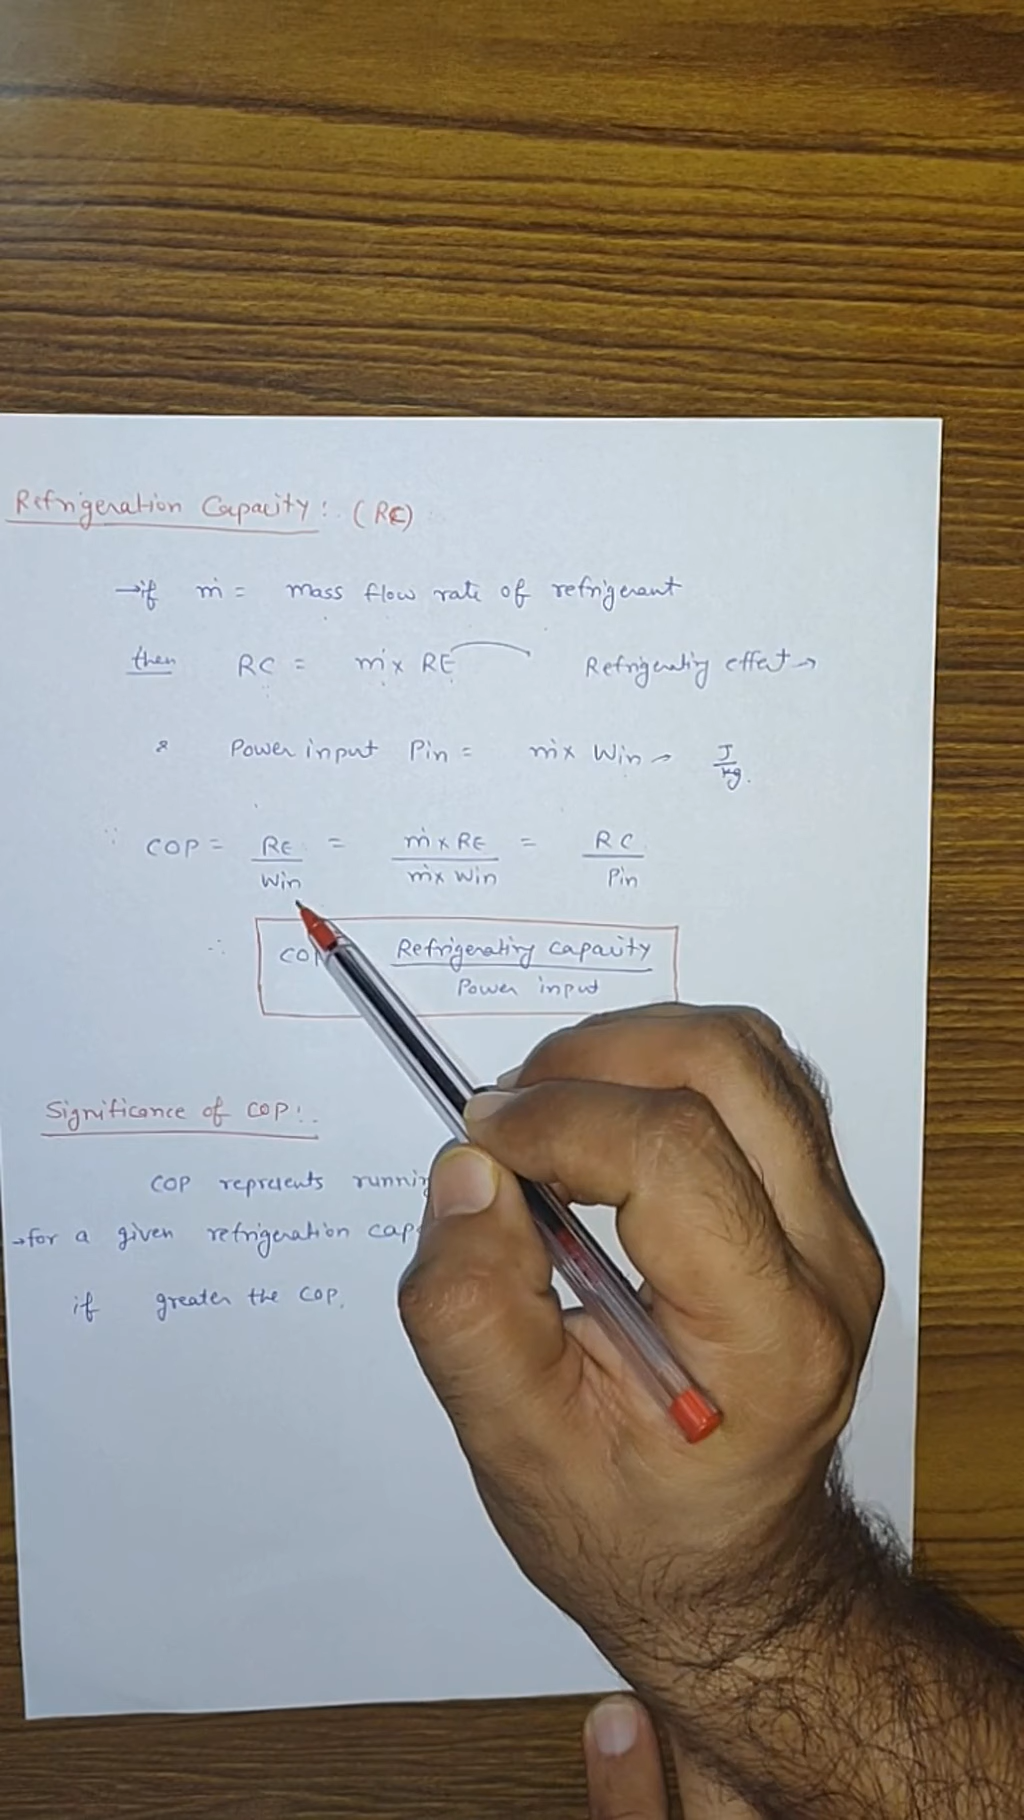 Refrigeration Capacity: (RC)
→if ṁ = mass flow rate of refrigerant
then RC = ṁ x RE Refrigerating effect →
& Power input Pin = ṁ x Win → J/kg.
∵ COP = RE/Win = ṁ x RE/ṁ x Win = RC/Pin
∴ Refrigerating capacity/Power input
Significance of COP:.
COP represents
→for a given refrigeration
if greater the COP.